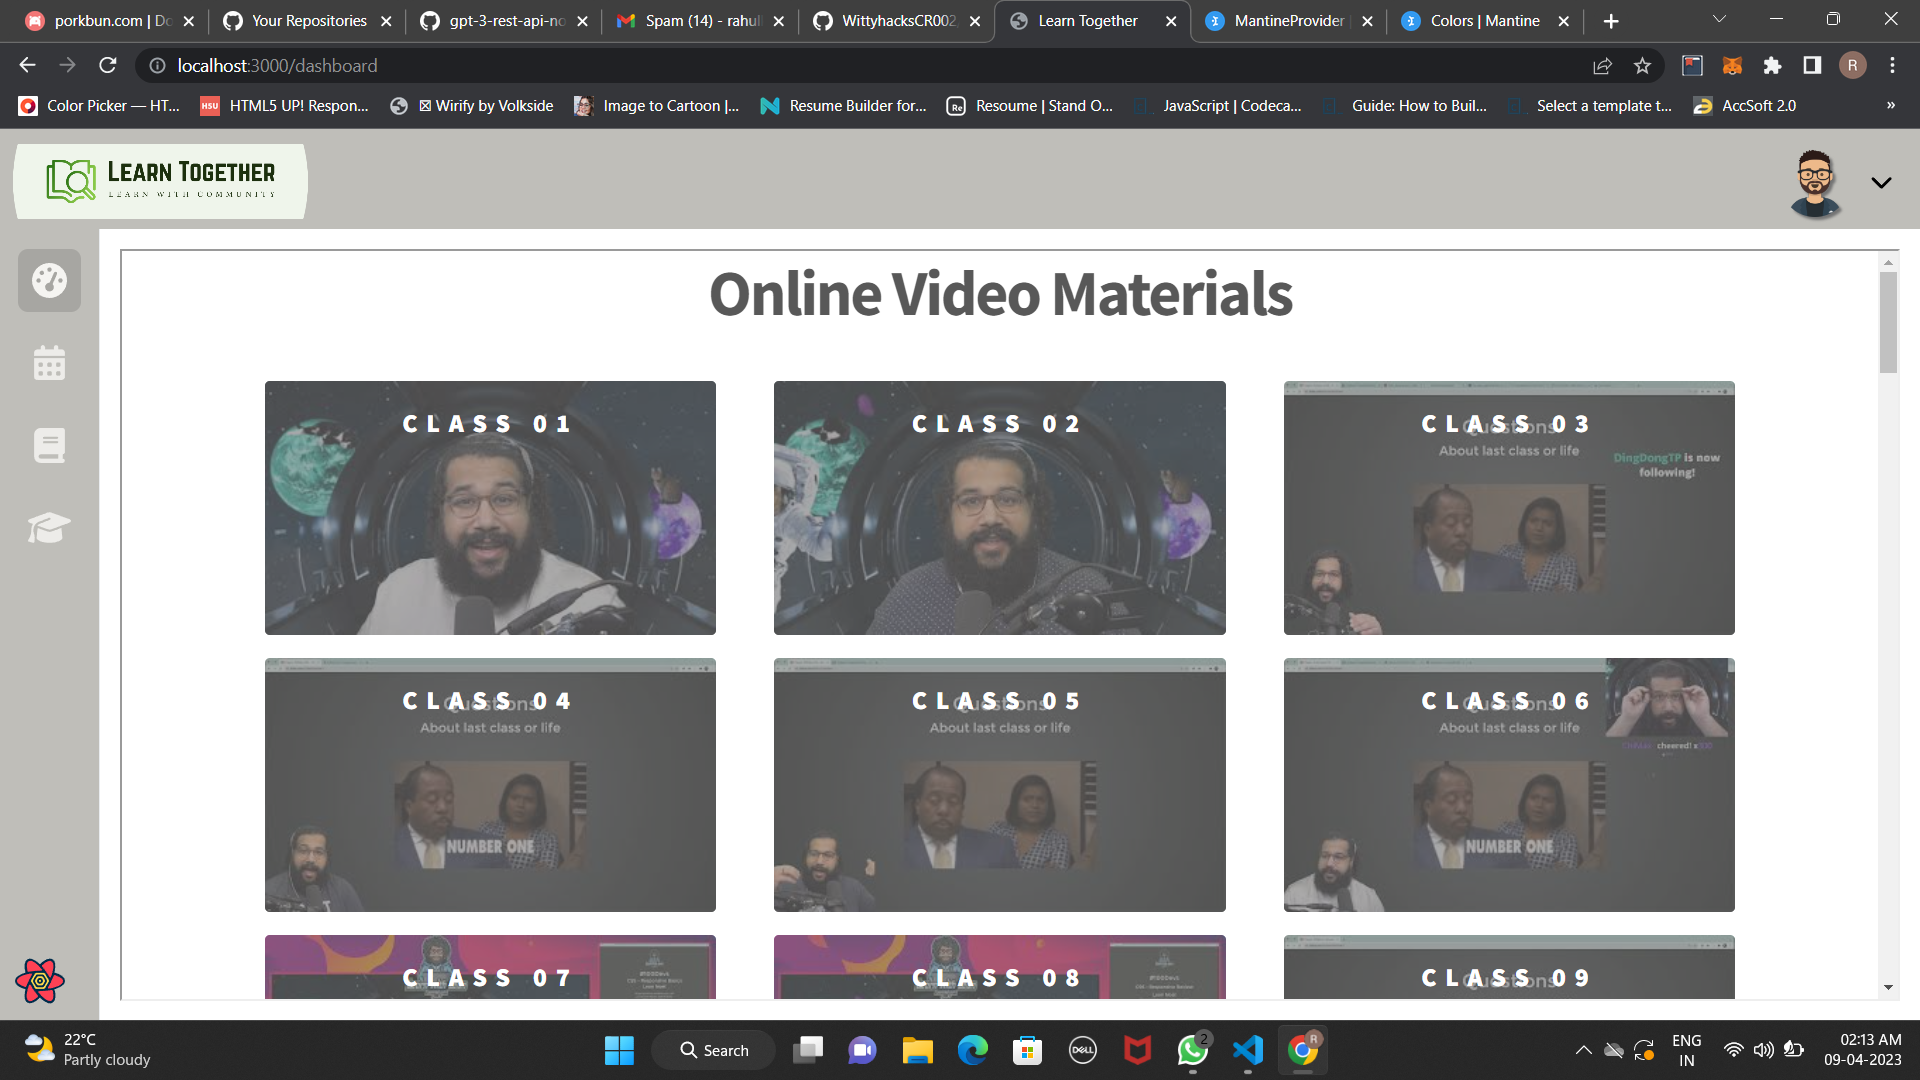 porkbun.com | Do
Your Repositories
gpt-3-rest-api-no
Spam (14) - rahul
WittyhacksCR002
Learn Together
MantineProvider
Colors | Mantine
localhost:3000/dashboard
R
Color Picker — HT...
HSU
HTML5 UP! Respon...
Wirify by Volkside
Image to Cartoon |...
Resume Builder for...
Re
Resoume | Stand O...
JavaScript | Codeca...
Guide: How to Buil...
Select a template t...
AccSoft 2.0
»
LEARN TOGETHER
LEARN WITH COMMUNITY
Online Video Materials
CLASS 01
CLASS 02
CLASS 03
Questions
About last class or life
DingDongTP is now
following!
CLASS 04
Questions
About last class or life
NUMBER ONE
CLASS 05
Questions
About last class or life
CLASS 06
Questions
About last class or life
cheered!
NUMBER ONE
CLASS 07
CLASS 08
CLASS 09
Questions
22°C
Partly cloudy
Search
DELL
2
R
ENG
IN
02:13 AM
09-04-2023